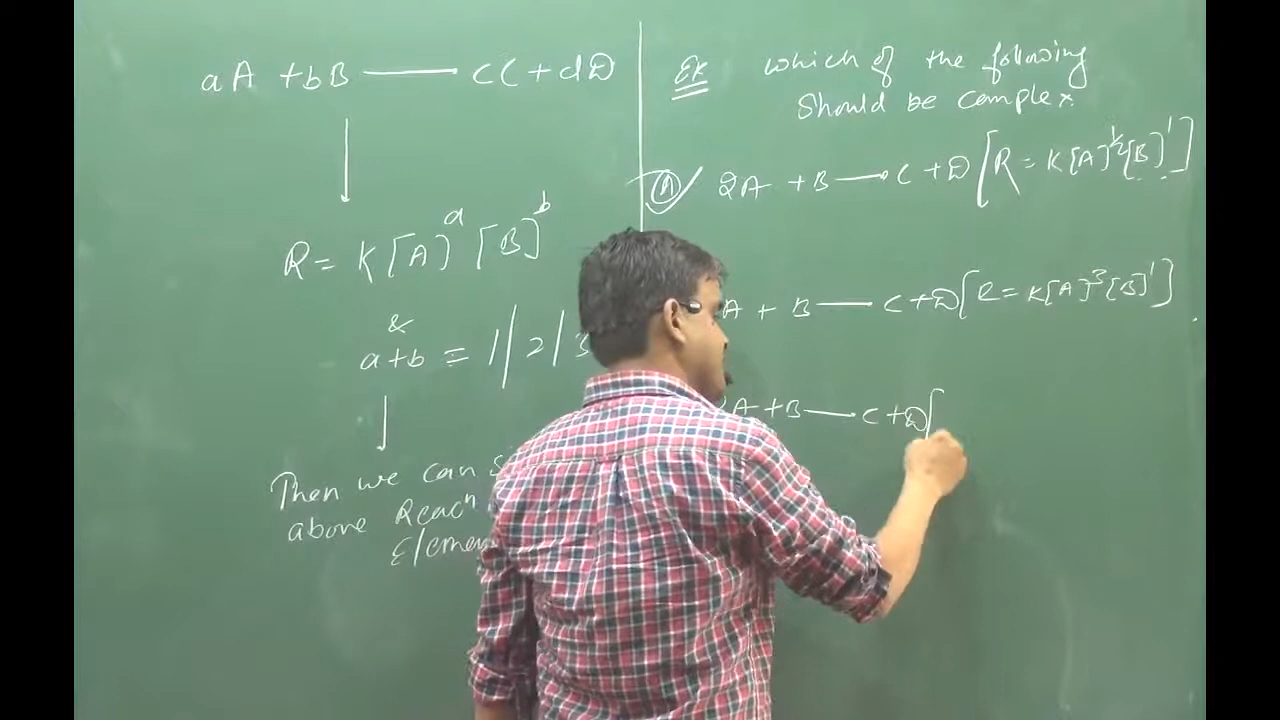 aA + bB —— cC + dD
R = K[A]^a [B]^b
&
a+b = 1/2/3
Then we can
above Reacⁿ
Elemen
Ex which of the following
Should be complex
(A) ✓ 2A + B —— C + D [R = K[A]^1/2[B]^1]
A + B —— C + D [R = K[A]^3[B]^1]
2A + B —— C + D [